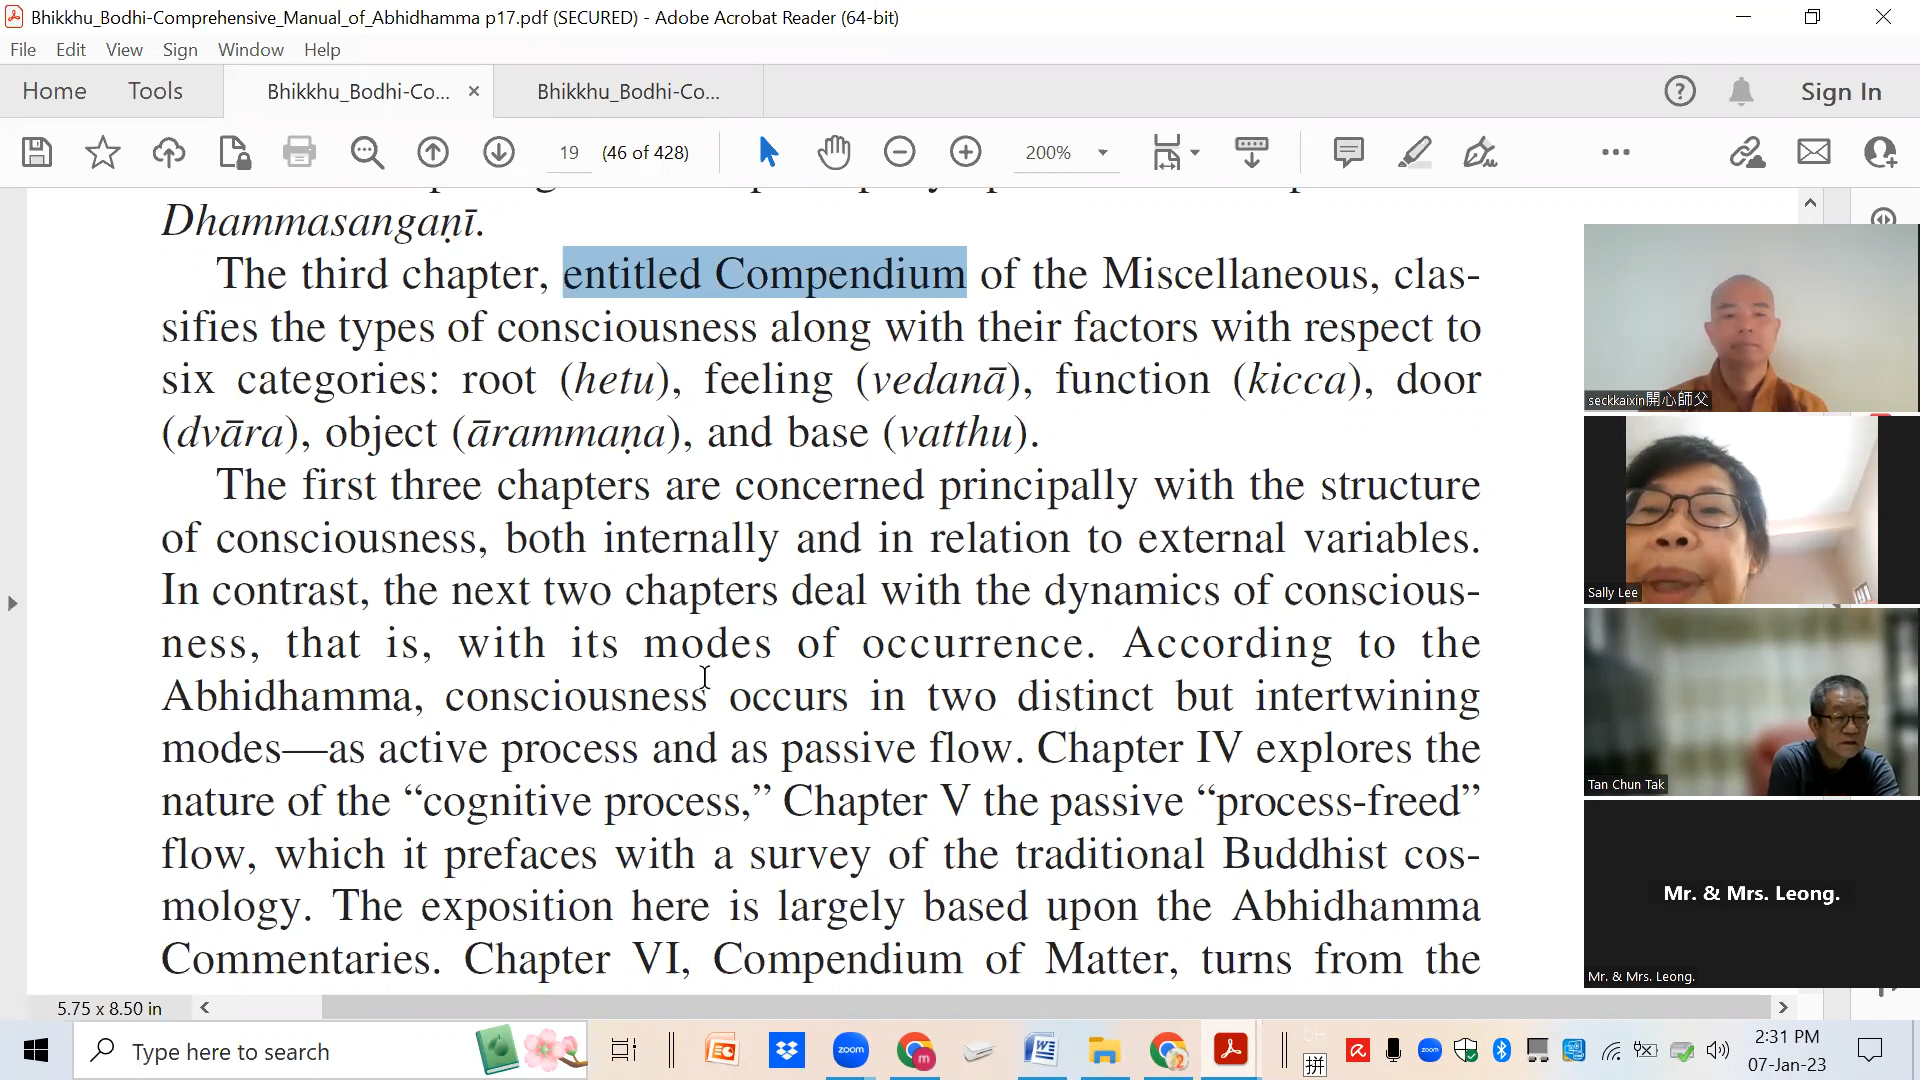 Bhikkhu_Bodhi-Comprehensive_Manual_of_Abhidhamma p17.pdf (SECURED) - Adobe Acrobat Reader (64-bit)
File Edit View Sign Window Help
Home Tools Bhikkhu_Bodhi-Co... × Bhikkhu_Bodhi-Co... Sign In
19 (46 of 428) 200%
Dhammasangaṇī.
The third chapter, entitled Compendium of the Miscellaneous, clas-
sifies the types of consciousness along with their factors with respect to
six categories: root (hetu), feeling (vedanā), function (kicca), door
(dvāra), object (ārammaṇa), and base (vatthu).
The first three chapters are concerned principally with the structure
of consciousness, both internally and in relation to external variables.
In contrast, the next two chapters deal with the dynamics of conscious-
ness, that is, with its modes of occurrence. According to the
Abhidhamma, consciousness occurs in two distinct but intertwining
modes—as active process and as passive flow. Chapter IV explores the
nature of the “cognitive process,” Chapter V the passive “process-freed”
flow, which it prefaces with a survey of the traditional Buddhist cos-
mology. The exposition here is largely based upon the Abhidhamma
Commentaries. Chapter VI, Compendium of Matter, turns from the
seckkaixin開心師父
Sally Lee
Tan Chun Tak
Mr. & Mrs. Leong.
Mr. & Mrs. Leong.
5.75 x 8.50 in
Type here to search
zoom
拼
zoom
2:31 PM
07-Jan-23